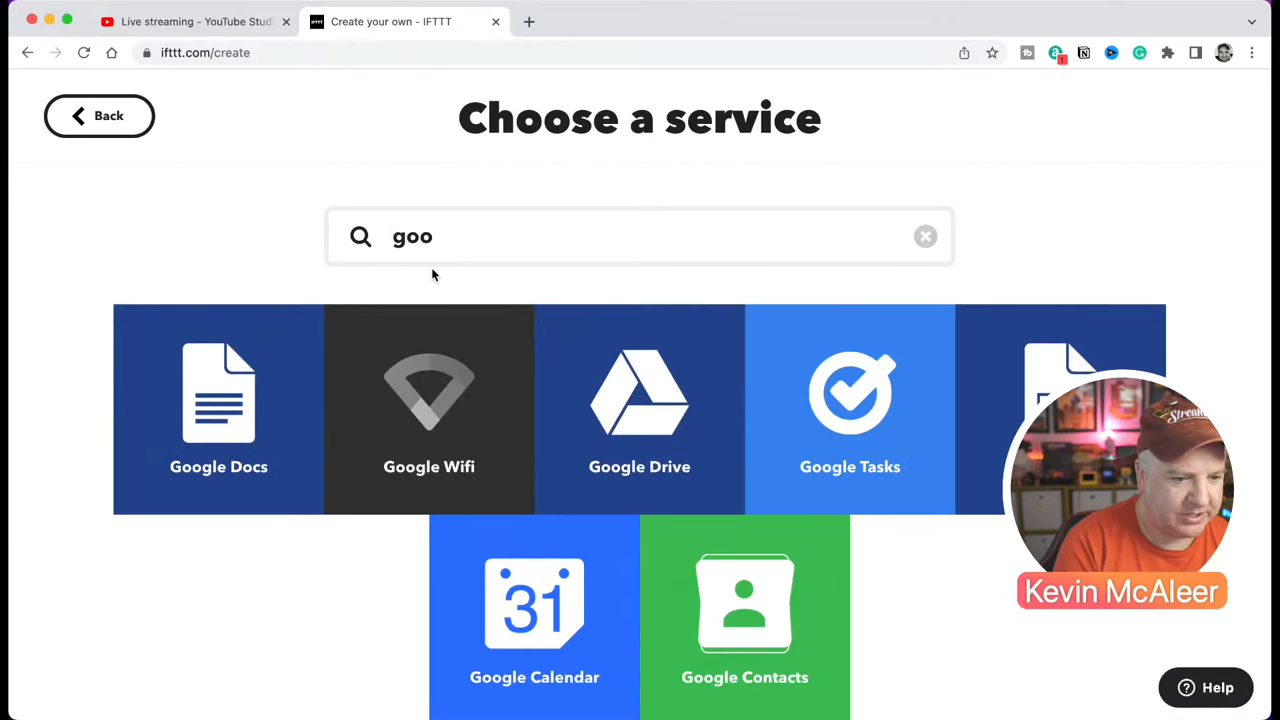 Live streaming - YouTube Studi
Create your own - IFTTT
ifttt.com/create
Back
Choose a service
goo
Google Docs
Google Wifi
Google Drive
Google Tasks
31
Google Calendar
Google Contacts
Kevin McAleer
Help